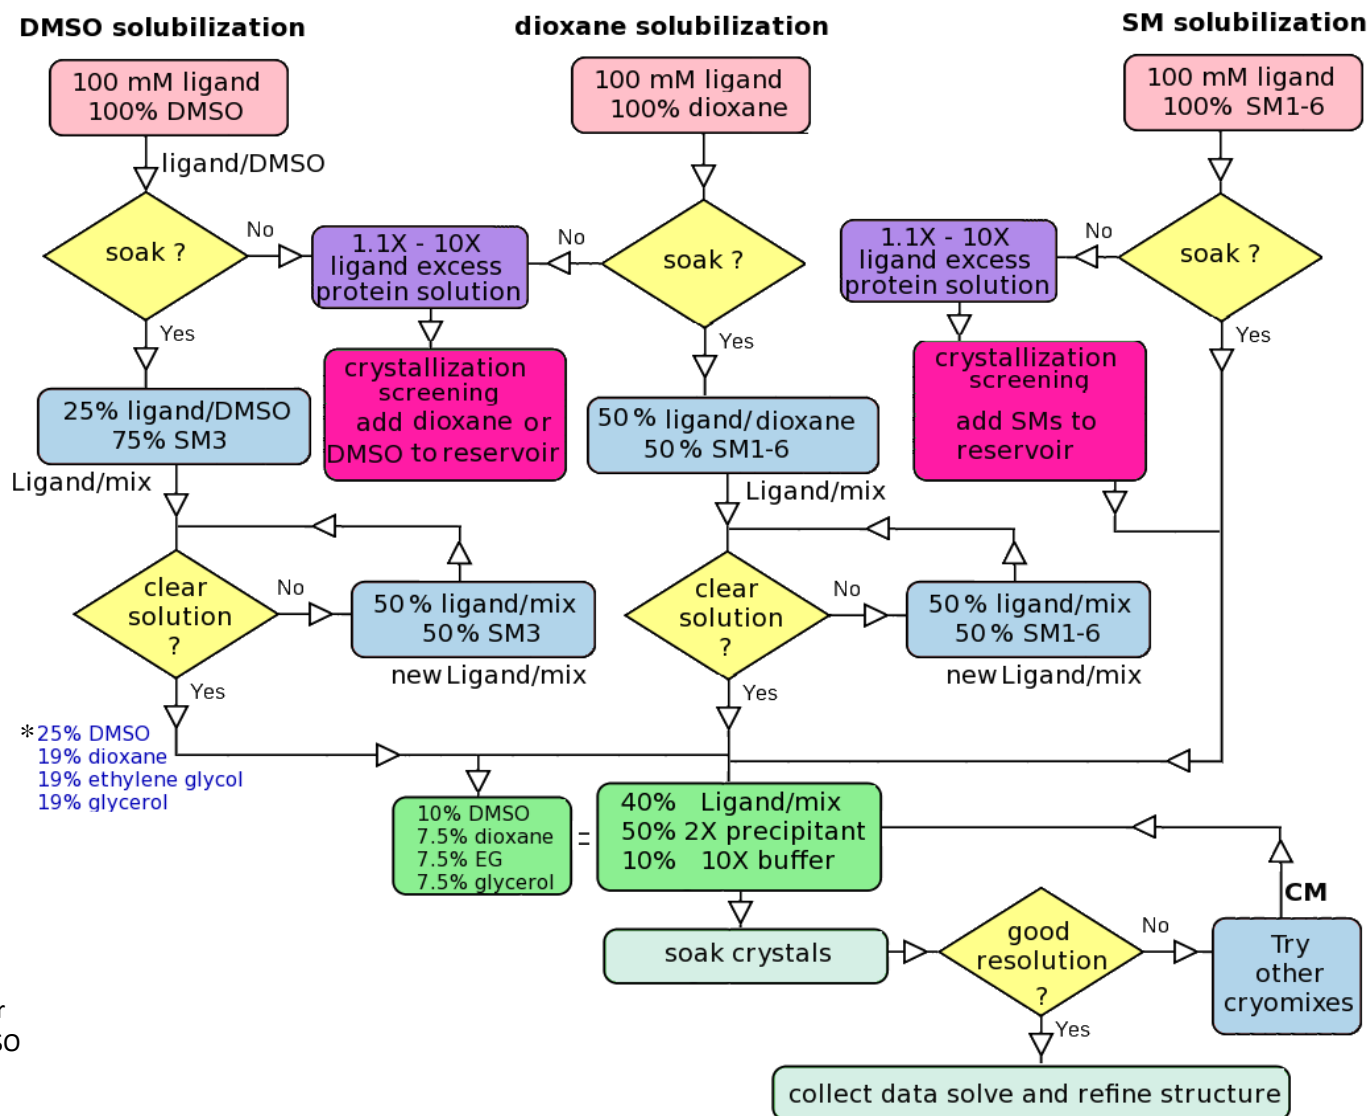 DMSO solubilization
dioxane solubilization
SM solubilization
100 mM ligand
100% DMSO
100 mM ligand
100% dioxane
100 mM ligand
100% SM1-6
ligand/DMSO
soak ?
No
1.1X - 10X
ligand excess
protein solution
No
soak ?
1.1X - 10X
ligand excess
protein solution
No
soak ?
Yes
Yes
Yes
crystallization
screening
add dioxane or
DMSO to reservoir
crystallization
screening
add SMs to
reservoir
25% ligand/DMSO
75% SM3
50% ligand/dioxane
50% SM1-6
Ligand/mix
Ligand/mix
clear
solution
?
No
50% ligand/mix
50% SM3
new Ligand/mix
clear
solution
?
No
50% ligand/mix
50% SM1-6
new Ligand/mix
Yes
Yes
*25% DMSO
19% dioxane
19% ethylene glycol
19% glycerol
10% DMSO
7.5% dioxane
7.5% EG
7.5% glycerol
=
40% Ligand/mix
50% 2X precipitant
10% 10X buffer
CM
soak crystals
good
resolution
?
No
Try
other
cryomixes
Yes
r
SO
collect data solve and refine structure